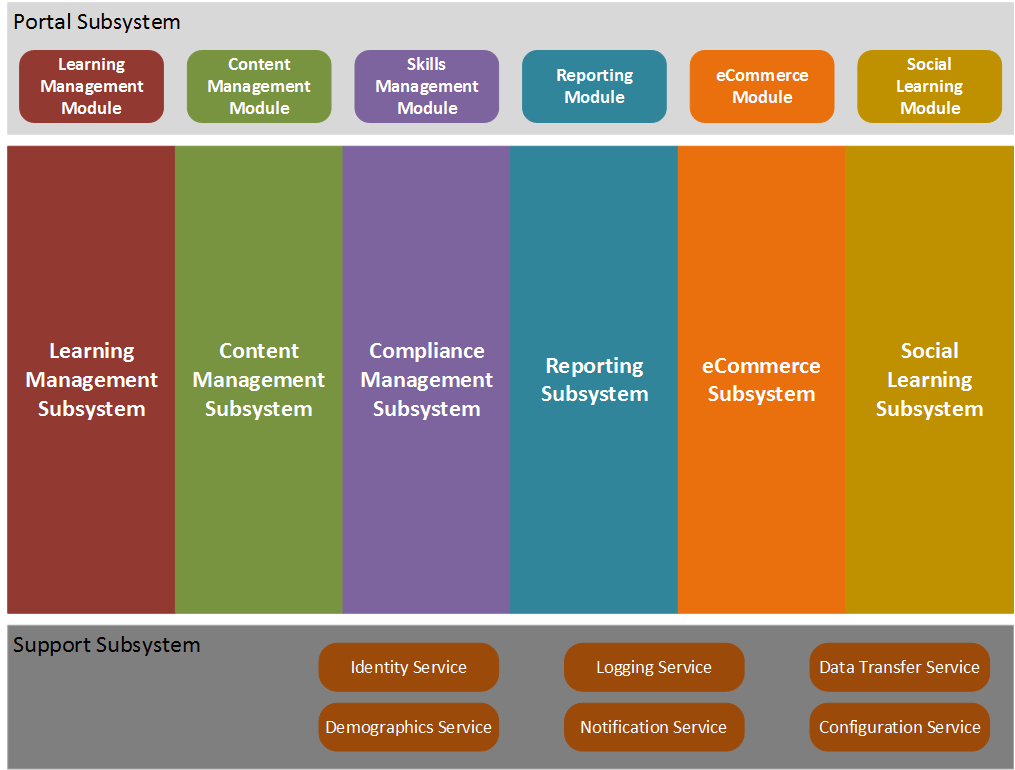 Portal Subsystem
Learning
Management
Module
Content
Management
Module
Skills
Management
Module
Reporting
Module
eCommerce
Module
Social
Learning
Module
Learning
Management
Subsystem
Content
Management
Subsystem
Compliance
Management
Subsystem
Reporting
Subsystem
eCommerce
Subsystem
Social
Learning
Subsystem
Support Subsystem
Identity Service
Logging Service
Data Transfer Service
Demographics Service
Notification Service
Configuration Service